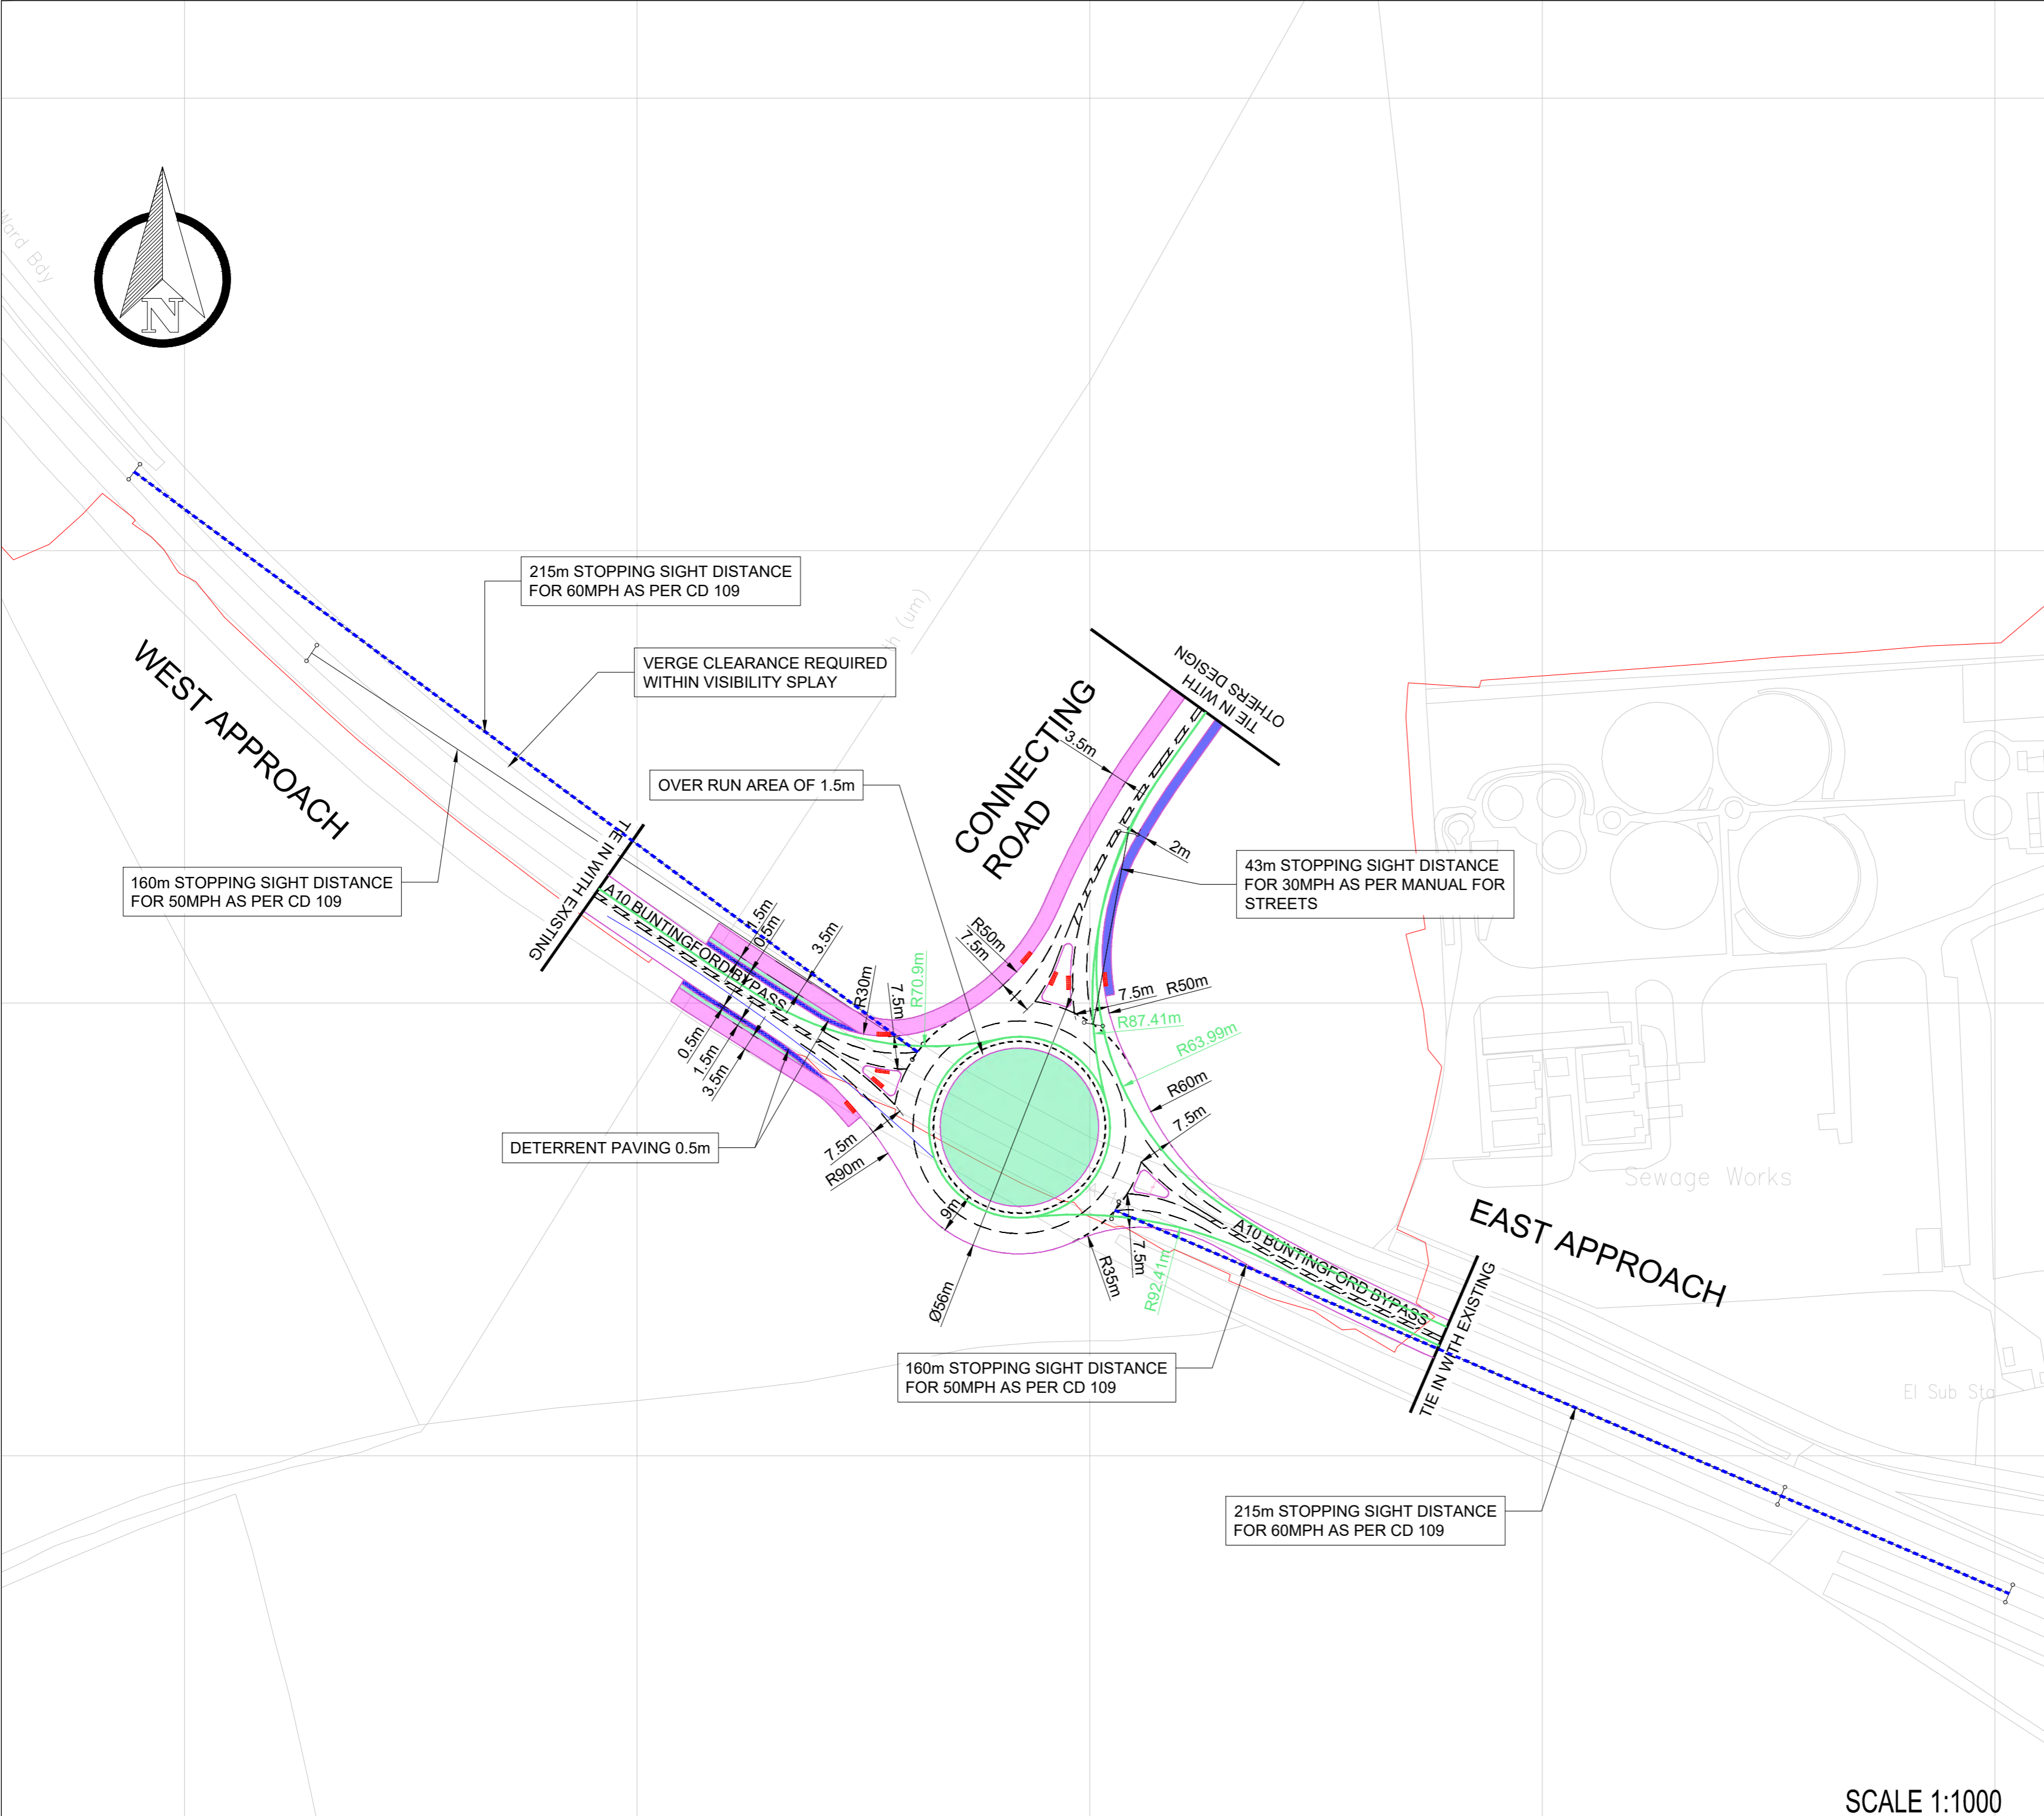 Ward Bdy
N
215m STOPPING SIGHT DISTANCE
FOR 60MPH AS PER CD 109
VERGE CLEARANCE REQUIRED
WITHIN VISIBILITY SPLAY
(um)
WEST APPROACH
OVER RUN AREA OF 1.5m
160m STOPPING SIGHT DISTANCE
FOR 50MPH AS PER CD 109
TIE IN WITH EXISTING
A10 BUNTINGFORD BYPASS
1.5m
0.5m
3.5m
R30m
7.5m
R70.9m
CONNECTING
ROAD
TIE IN WITH
OTHERS DESIGN
3.5m
2m
43m STOPPING SIGHT DISTANCE
FOR 30MPH AS PER MANUAL FOR
STREETS
R50m
7.5m
7.5m
R50m
R87.41m
R63.99m
R60m
7.5m
0.5m
1.5m
3.5m
DETERRENT PAVING 0.5m
7.5m
R90m
9m
Ø56m
R35m
7.5m
R92.41m
A10 BUNTINGFORD BYPASS
TIE IN WITH EXISTING
EAST APPROACH
Sewage Works
El Sub Sta
160m STOPPING SIGHT DISTANCE
FOR 50MPH AS PER CD 109
215m STOPPING SIGHT DISTANCE
FOR 60MPH AS PER CD 109
SCALE 1:1000